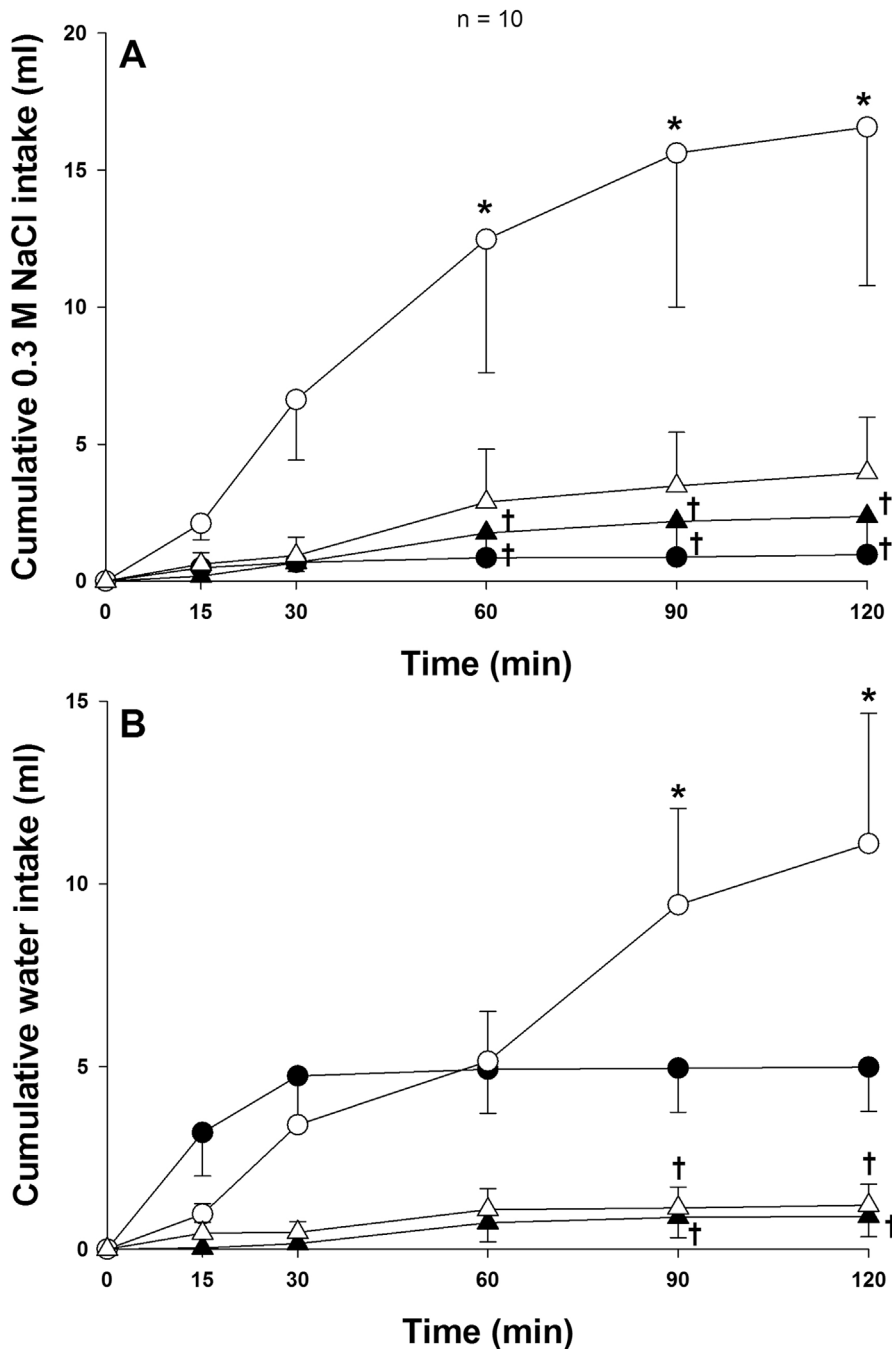 n = 10
A
Cumulative 0.3 M NaCl intake (ml)
20
15
10
5
0
* * *
† † †
† † †
0 15 30 60 90 120
Time (min)
B
Cumulative water intake (ml)
15
10
5
0
* *
† †
† †
0 15 30 60 90 120
Time (min)